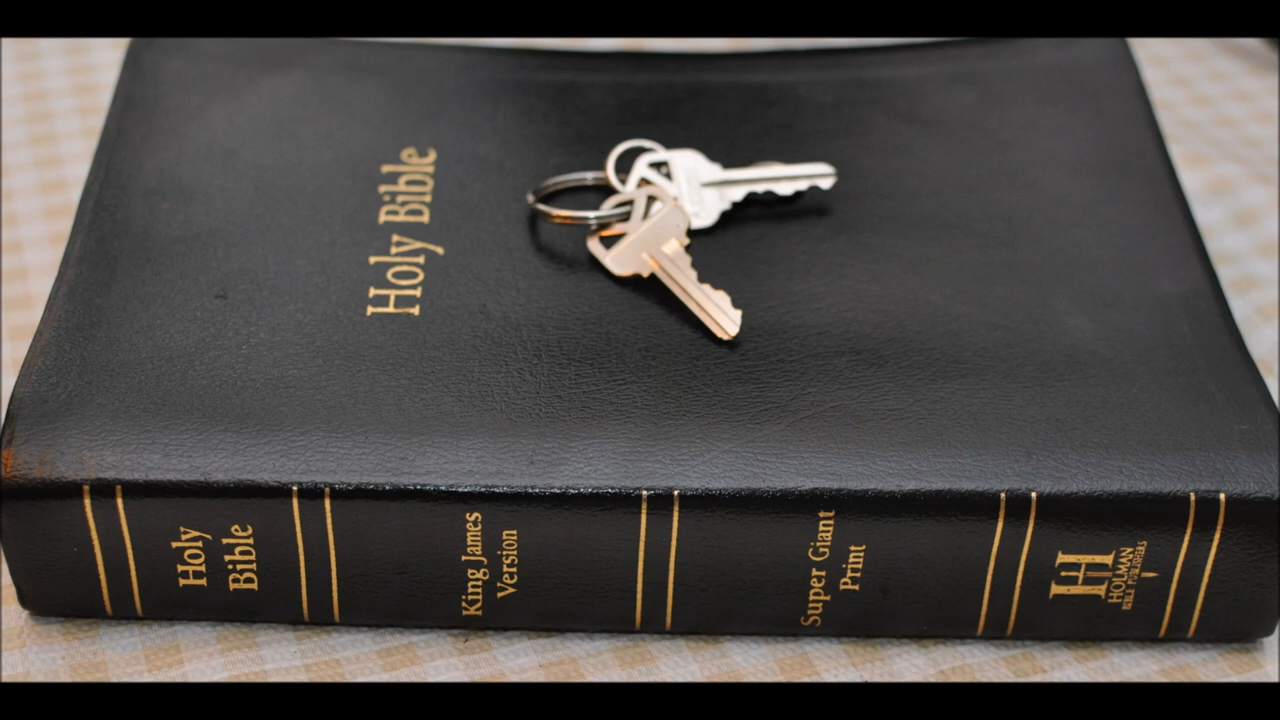 Holy Bible
Holy
Bible
King James
Version
Super Giant
Print
HOLMAN
BIBLE PUBLISHERS